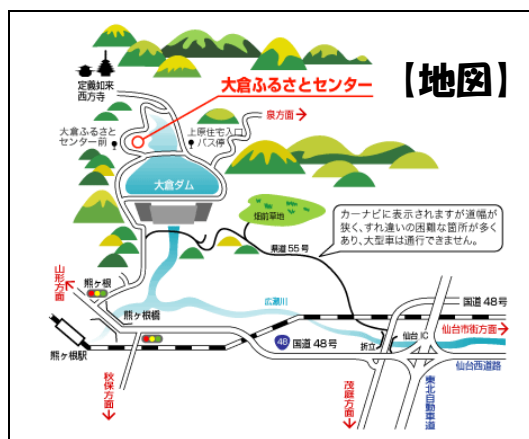 【地図】
定義如来
西方寺
大倉ふるさとセンター
泉方面
大倉ふるさと
センター前
上原住宅入口
バス停
大倉ダム
畑前草地
カーナビに表示されますが道幅が
狭く、すれ違いの困難な箇所が多く
あり、大型車は通行できません。
県道55号
山形方面
熊ヶ根
熊ヶ根橋
広瀬川
国道48号
仙台市街方面
熊ヶ根駅
48
国道48号
折立
仙台IC
仙台西道路
秋保方面
茂庭方面
東北自動車道